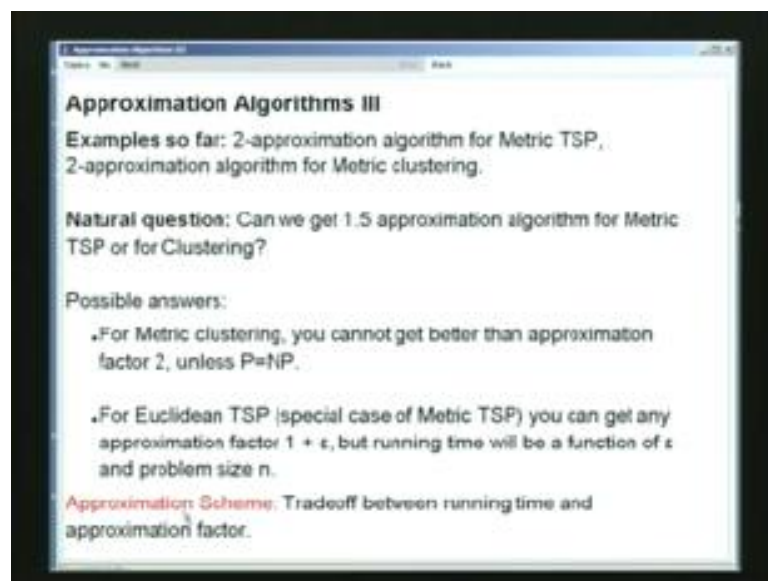 Approximation Algorithms III
Examples so far: 2-approximation algorithm for Metric TSP,
2-approximation algorithm for Metric clustering.
Natural question: Can we get 1.5 approximation algorithm for Metric
TSP or for Clustering?
Possible answers:
•For Metric clustering, you cannot get better than approximation
factor 2, unless P=NP.
•For Euclidean TSP (special case of Metric TSP) you can get any
approximation factor 1 + ε, but running time will be a function of ε
and problem size n.
Approximation Scheme: Tradeoff between running time and
approximation factor.